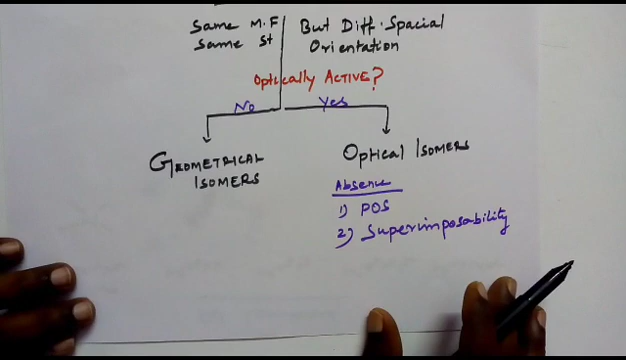 Same M.F But Diff. Spacial
Same St Orientation
Optically Active?
No Yes
Geometrical
Isomers
Optical Isomers
Absence
1) POS
2) Superimposability